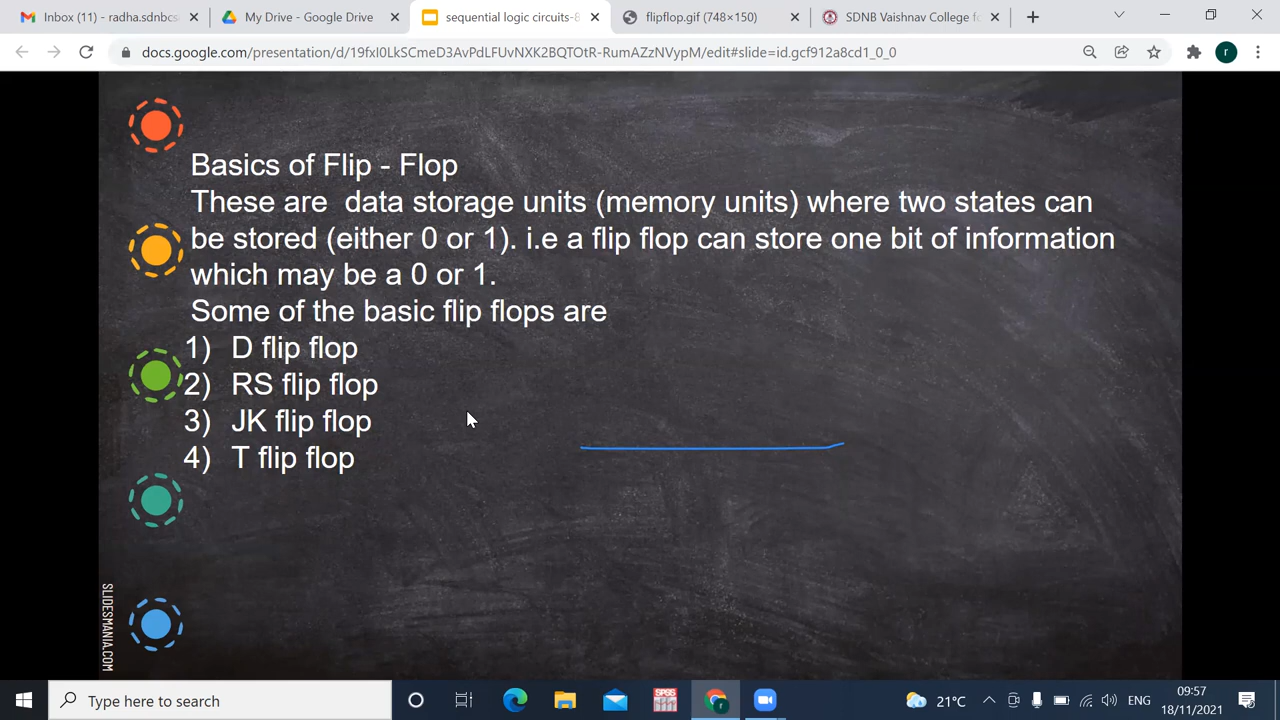 Inbox (11) - radha.sdnbcs
My Drive - Google Drive
sequential logic circuits-8
flipflop.gif (748×150)
SDNB Vaishnav College fo
docs.google.com/presentation/d/19fxI0LkSCmeD3AvPdLFUvNXK2BQTOtR-RumAZzNVypM/edit#slide=id.gcf912a8cd1_0_0
r
Basics of Flip - Flop
These are data storage units (memory units) where two states can
be stored (either 0 or 1). i.e a flip flop can store one bit of information
which may be a 0 or 1.
Some of the basic flip flops are
1) D flip flop
2) RS flip flop
3) JK flip flop
4) T flip flop
SLIDESMANIA.COM
Type here to search
SPSS
r
21°C
ENG
09:57
18/11/2021